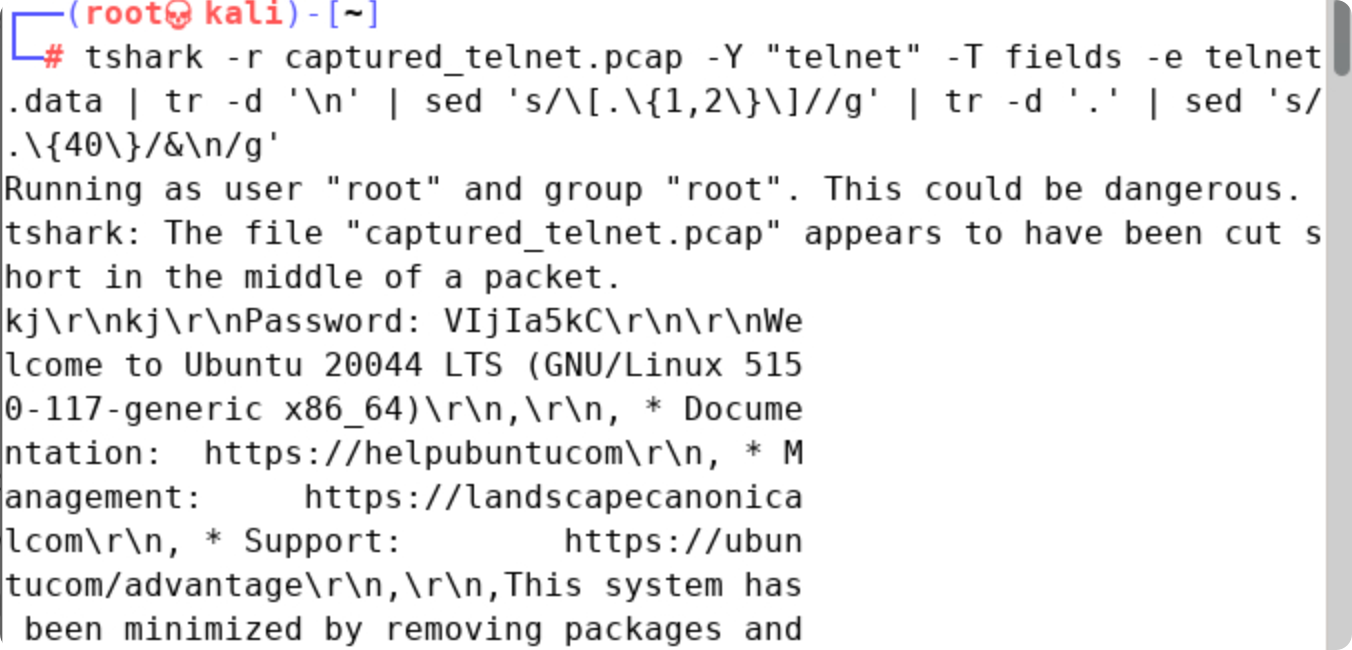 ┌──(root💀kali)-[~]
└─# tshark -r captured_telnet.pcap -Y "telnet" -T fields -e telnet
.data | tr -d '\n' | sed 's/\[.\{1,2\}\]//g' | tr -d '.' | sed 's/
.\{40\}/&\n/g'
Running as user "root" and group "root". This could be dangerous.
tshark: The file "captured_telnet.pcap" appears to have been cut s
hort in the middle of a packet.
kj\r\nkj\r\nPassword: VIjIa5kC\r\n\r\nWe
lcome to Ubuntu 20044 LTS (GNU/Linux 515
0-117-generic x86_64)\r\n,\r\n, * Docume
ntation:  https://helpubuntucom\r\n, * M
anagement:     https://landscapecanonica
lcom\r\n, * Support:        https://ubun
tucom/advantage\r\n,\r\n,This system has
 been minimized by removing packages and